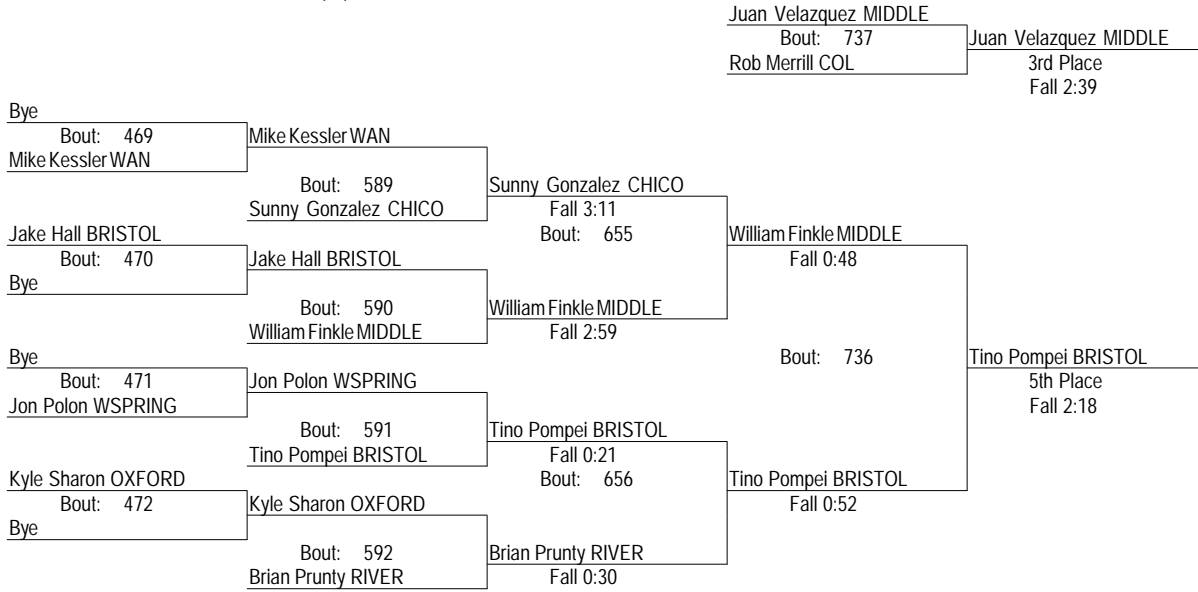 Juan Velazquez MIDDLE
Bout: 737
Juan Velazquez MIDDLE
Rob Merrill COL
3rd Place
Fall 2:39
Bye
Bout: 469
Mike Kessler WAN
Mike Kessler WAN
Bout: 589
Sunny Gonzalez CHICO
Sunny Gonzalez CHICO
Fall 3:11
Jake Hall BRISTOL
Bout: 655
William Finkle MIDDLE
Bout: 470
Jake Hall BRISTOL
Fall 0:48
Bye
Bout: 590
William Finkle MIDDLE
William Finkle MIDDLE
Fall 2:59
Bye
Bout: 736
Tino Pompei BRISTOL
Bout: 471
Jon Polon WSPRING
5th Place
Jon Polon WSPRING
Fall 2:18
Bout: 591
Tino Pompei BRISTOL
Tino Pompei BRISTOL
Fall 0:21
Kyle Sharon OXFORD
Bout: 656
Tino Pompei BRISTOL
Bout: 472
Kyle Sharon OXFORD
Fall 0:52
Bye
Bout: 592
Brian Prunty RIVER
Brian Prunty RIVER
Fall 0:30